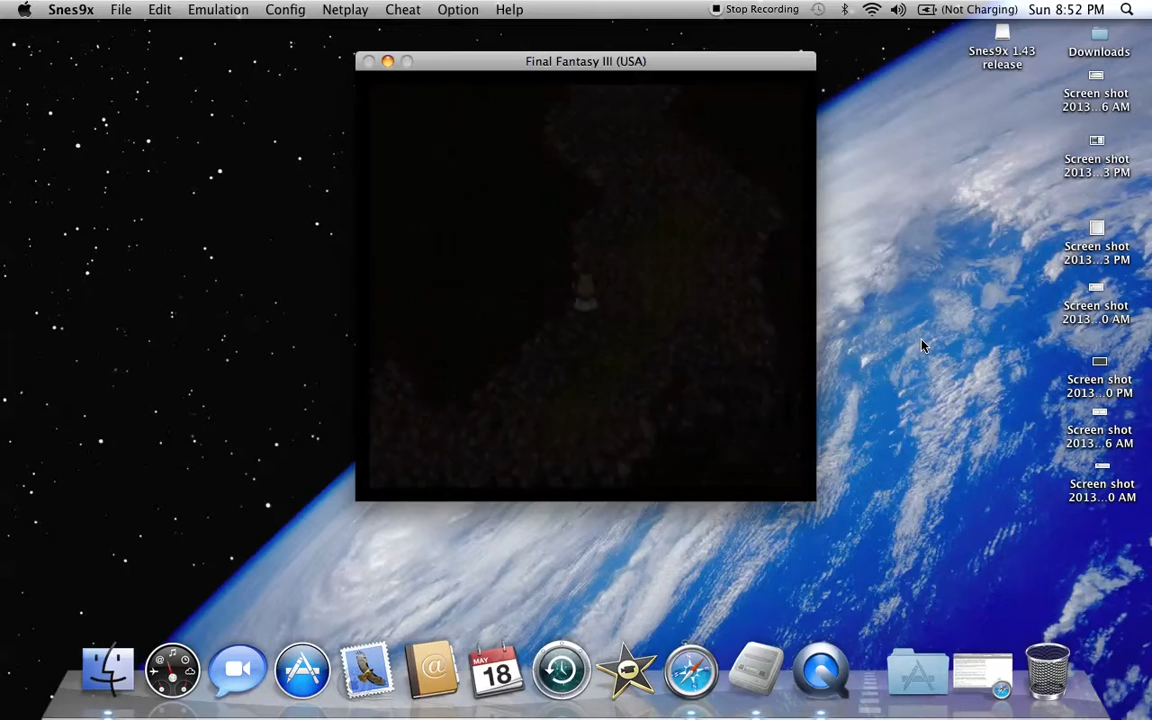 Snes9x File Edit Emulation Config Netplay Cheat Option Help Stop Recording (Not Charging) Sun 8:52 PM
Final Fantasy III (USA)
Snes9x 1.43
release
Downloads
Screen shot
2013...6 AM
Screen shot
2013...3 PM
Screen shot
2013...3 PM
Screen shot
2013...0 AM
Screen shot
2013...0 PM
Screen shot
2013...6 AM
Screen shot
2013...0 AM
MAY
18